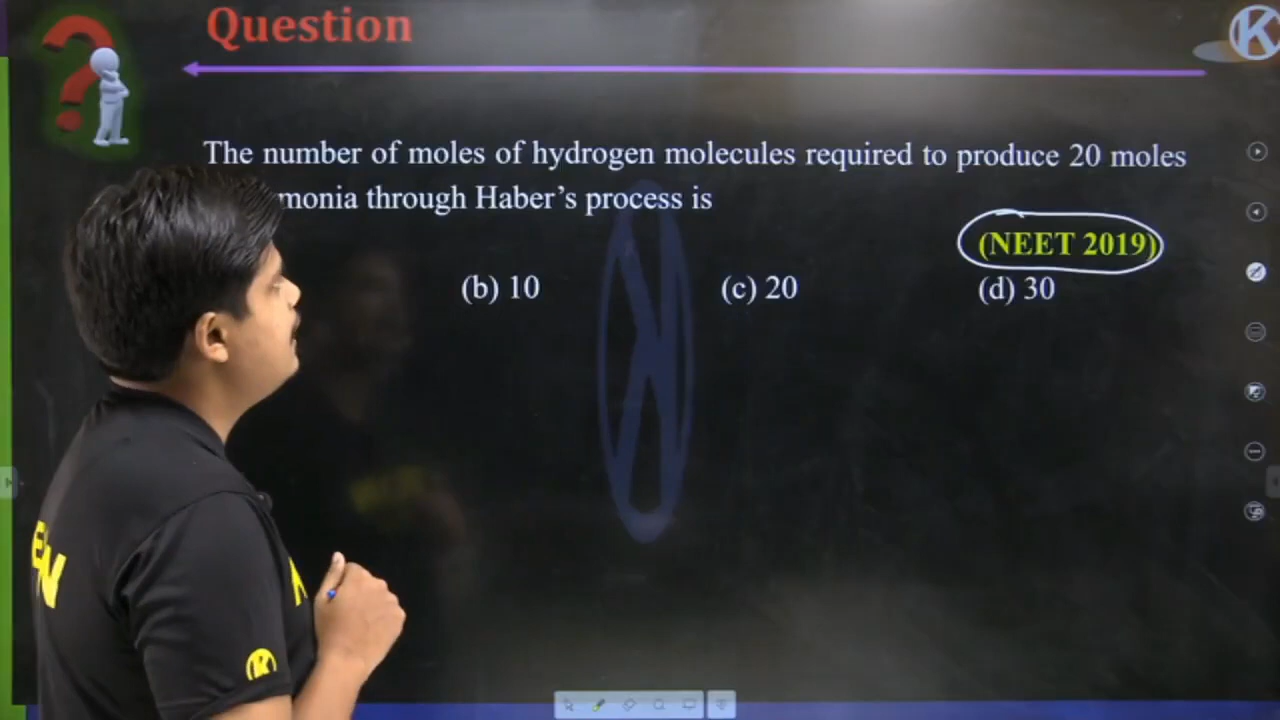 Question
The number of moles of hydrogen molecules required to produce 20 moles
monia through Haber's process is
(NEET 2019)
(b) 10 (c) 20 (d) 30
K